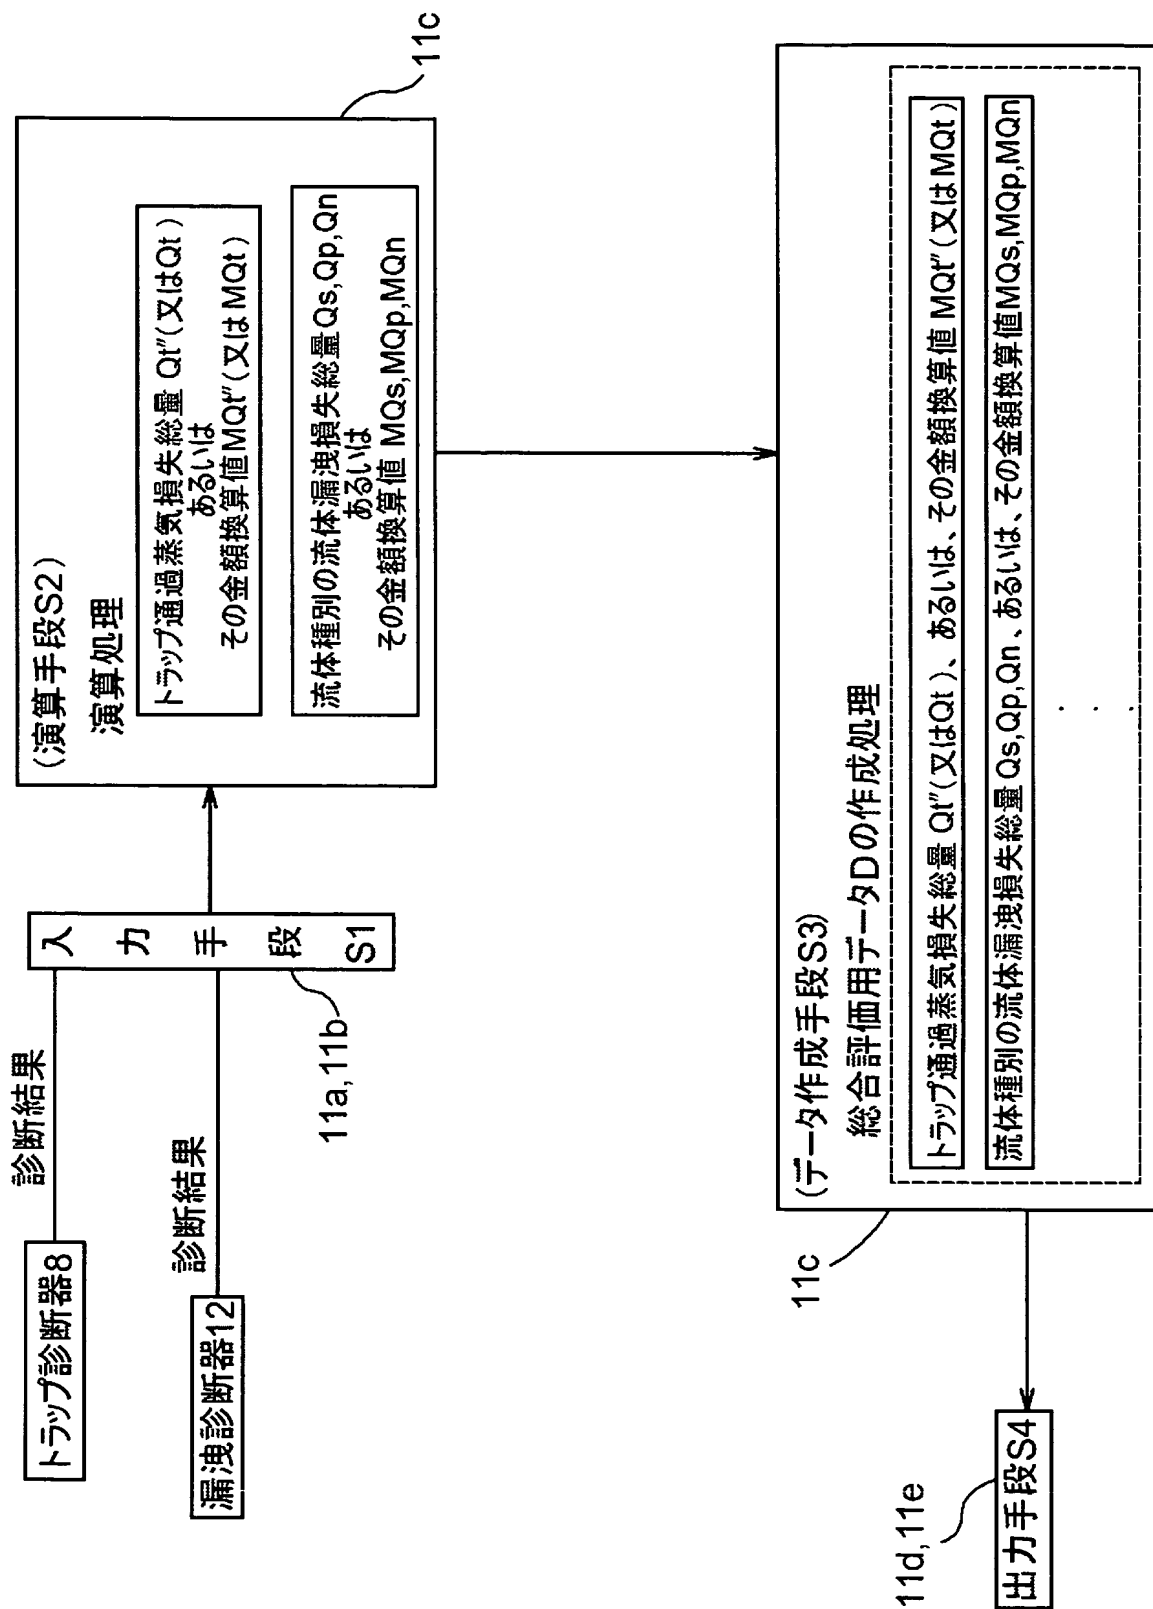 トラップ診断器8
診断結果
漏洩診断器12
診断結果
入力手段S1
11a,11b
(演算手段S2)
演算処理
トラップ通過蒸気損失総量 Qt"(又はQt)
あるいは
その金額換算値MQt"(又はMQt)
流体種別の流体漏洩損失総量Qs,Qp,Qn
あるいは
その金額換算値 MQs,MQp,MQn
11c
(データ作成手段S3)
総合評価用データDの作成処理
トラップ通過蒸気損失総量 Qt"(又はQt)、あるいは、その金額換算値 MQt"(又はMQt)
流体種別の流体漏洩損失総量 Qs,Qp,Qn、あるいは、その金額換算値MQs,MQp,MQn
・・・
11c
出力手段S4
11d,11e